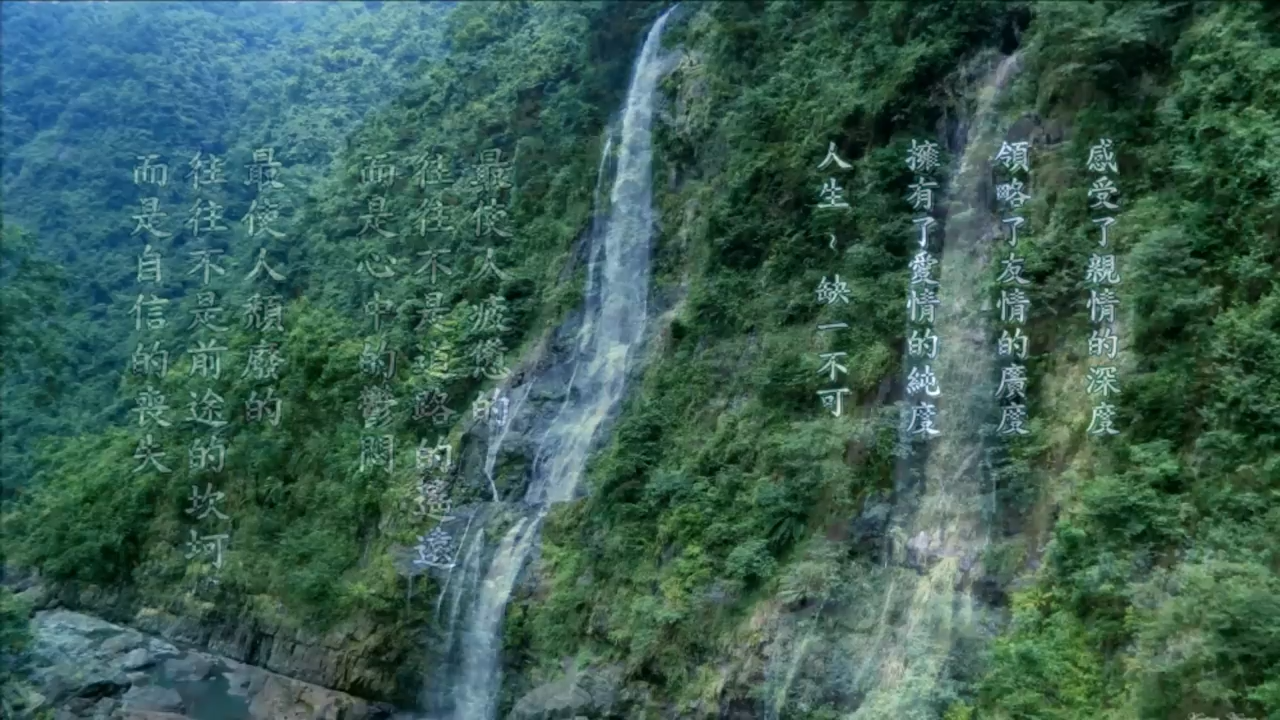 感受了親情的深度
領略了友情的廣度
擁有了愛情的純度
人生~缺一不可
最使人疲憊的
往往不是道路的遙遠
而是心中的鬱悶
最使人頹廢的
往往不是前途的坎坷
而是自信的喪失